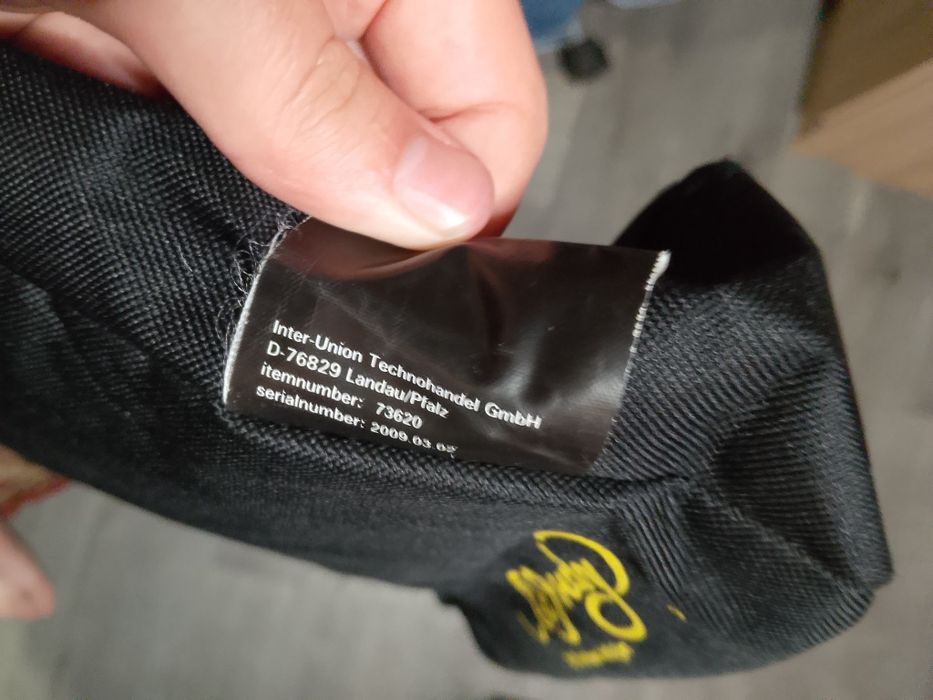 Inter-Union Technohandel GmbH
D-76829 Landau/Pfalz
itemnumber: 73620
serialnumber: 2009.03.05